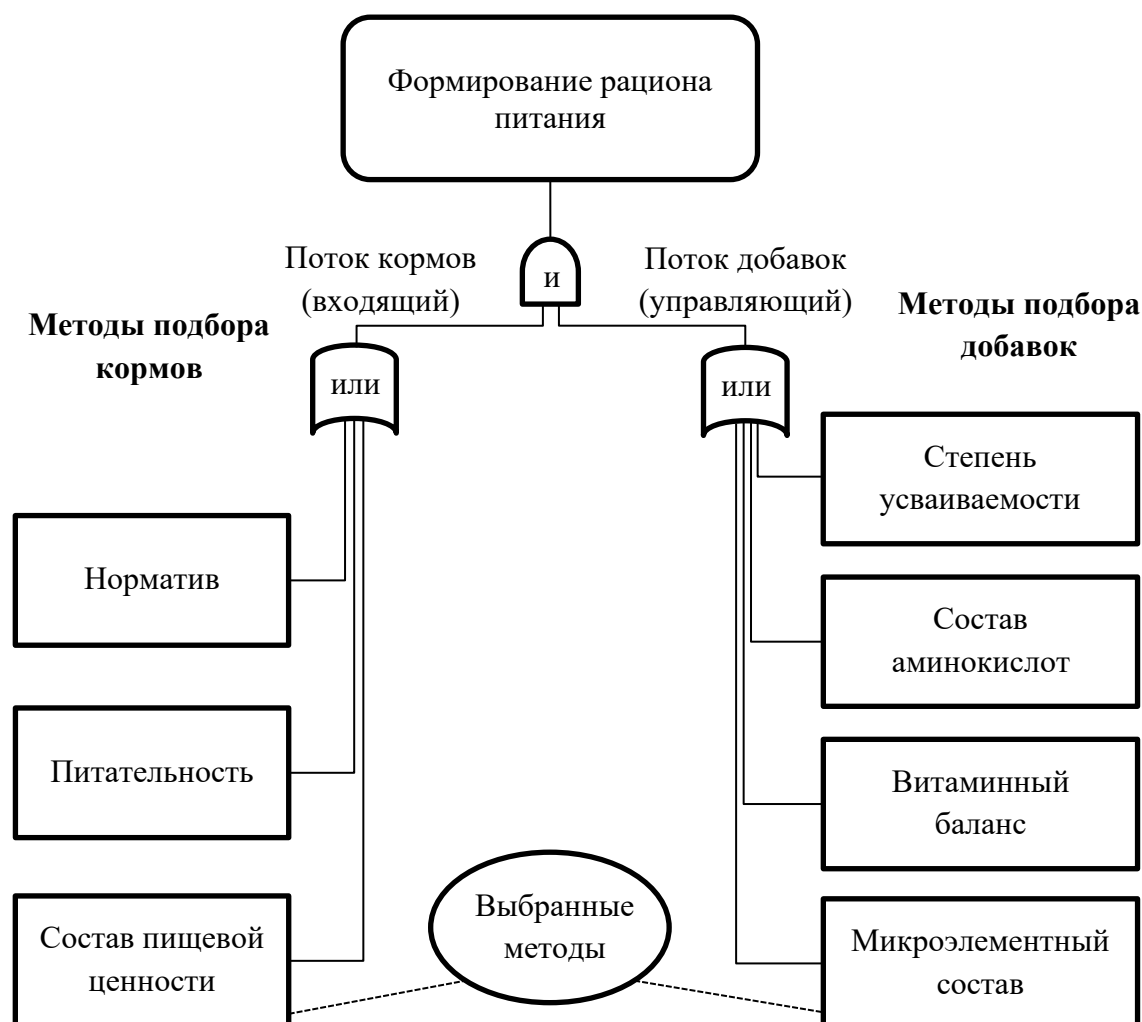 Формирование рациона
питания
Поток кормов
(входящий)
и
Поток добавок
(управляющий)
Методы подбора
кормов
Методы подбора
добавок
или
или
Степень
усваиваемости
Норматив
Состав
аминокислот
Питательность
Витаминный
баланс
Состав пищевой
ценности
Выбранные
методы
Микроэлементный
состав